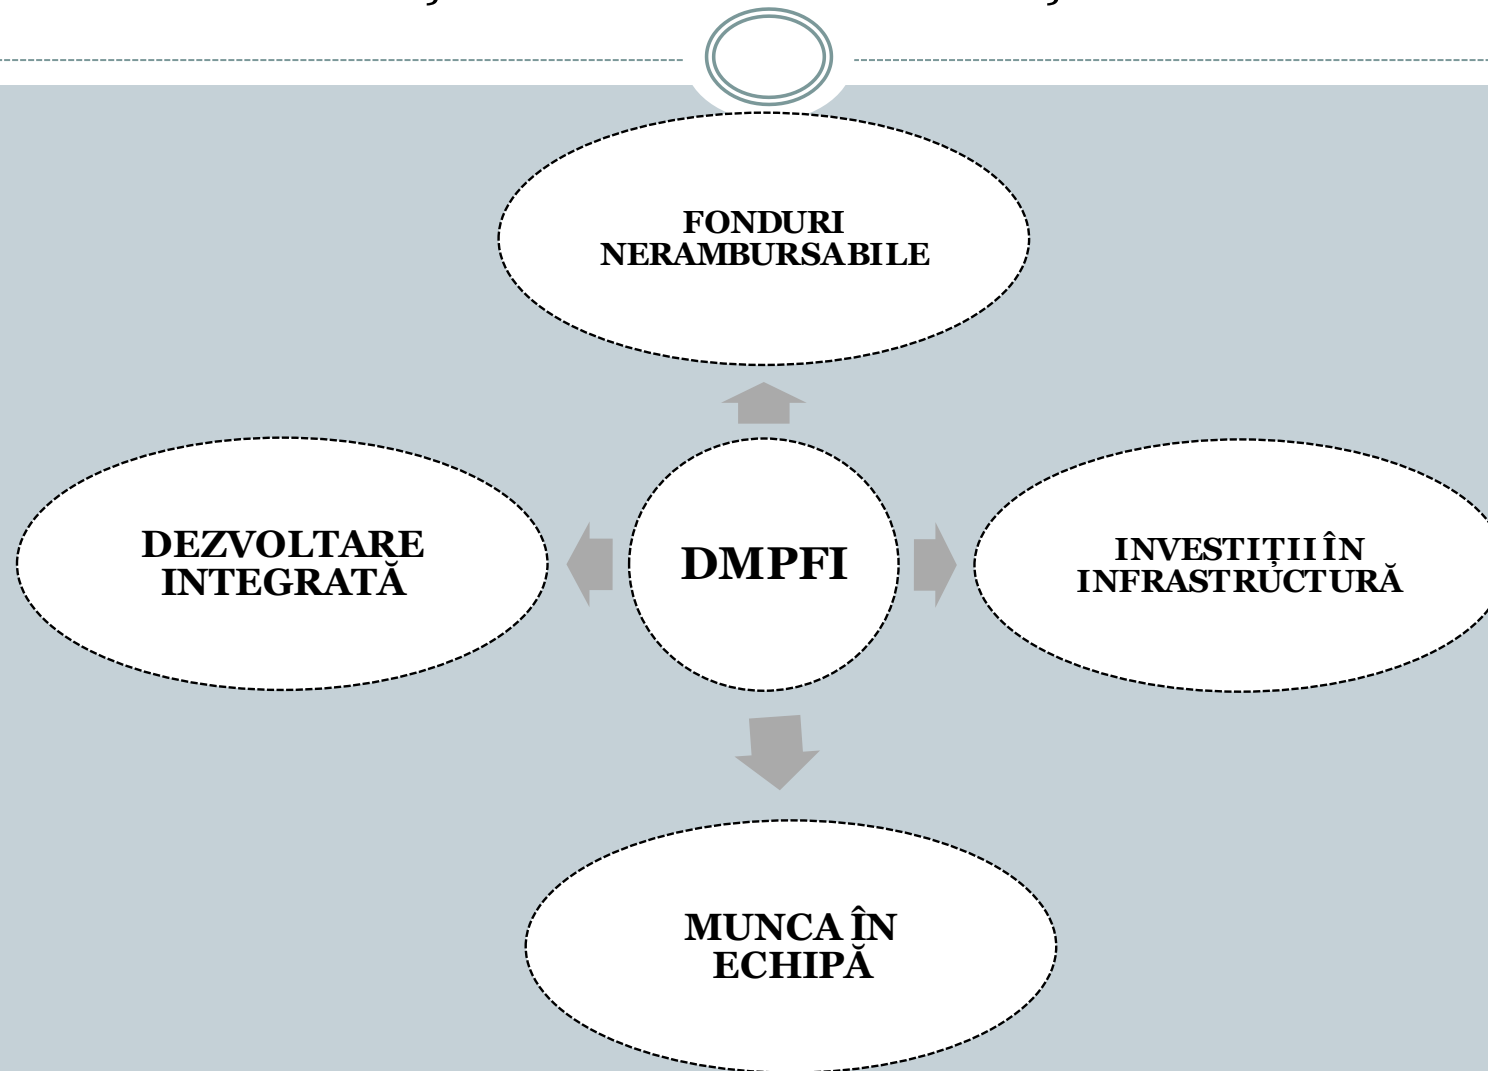 FONDURI
NERAMBURSABILE
DEZVOLTARE
INTEGRATĂ
DMPFI
INVESTIȚII ÎN
INFRASTRUCTURĂ
MUNCA ÎN
ECHIPĂ